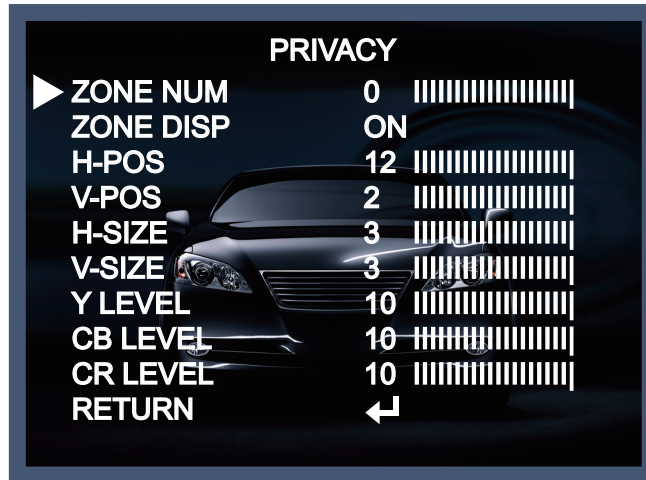 PRIVACY
ZONE NUM 0
ZONE DISP ON
H-POS 12
V-POS 2
H-SIZE 3
V-SIZE 3
Y LEVEL 10
CB LEVEL 10
CR LEVEL 10
RETURN